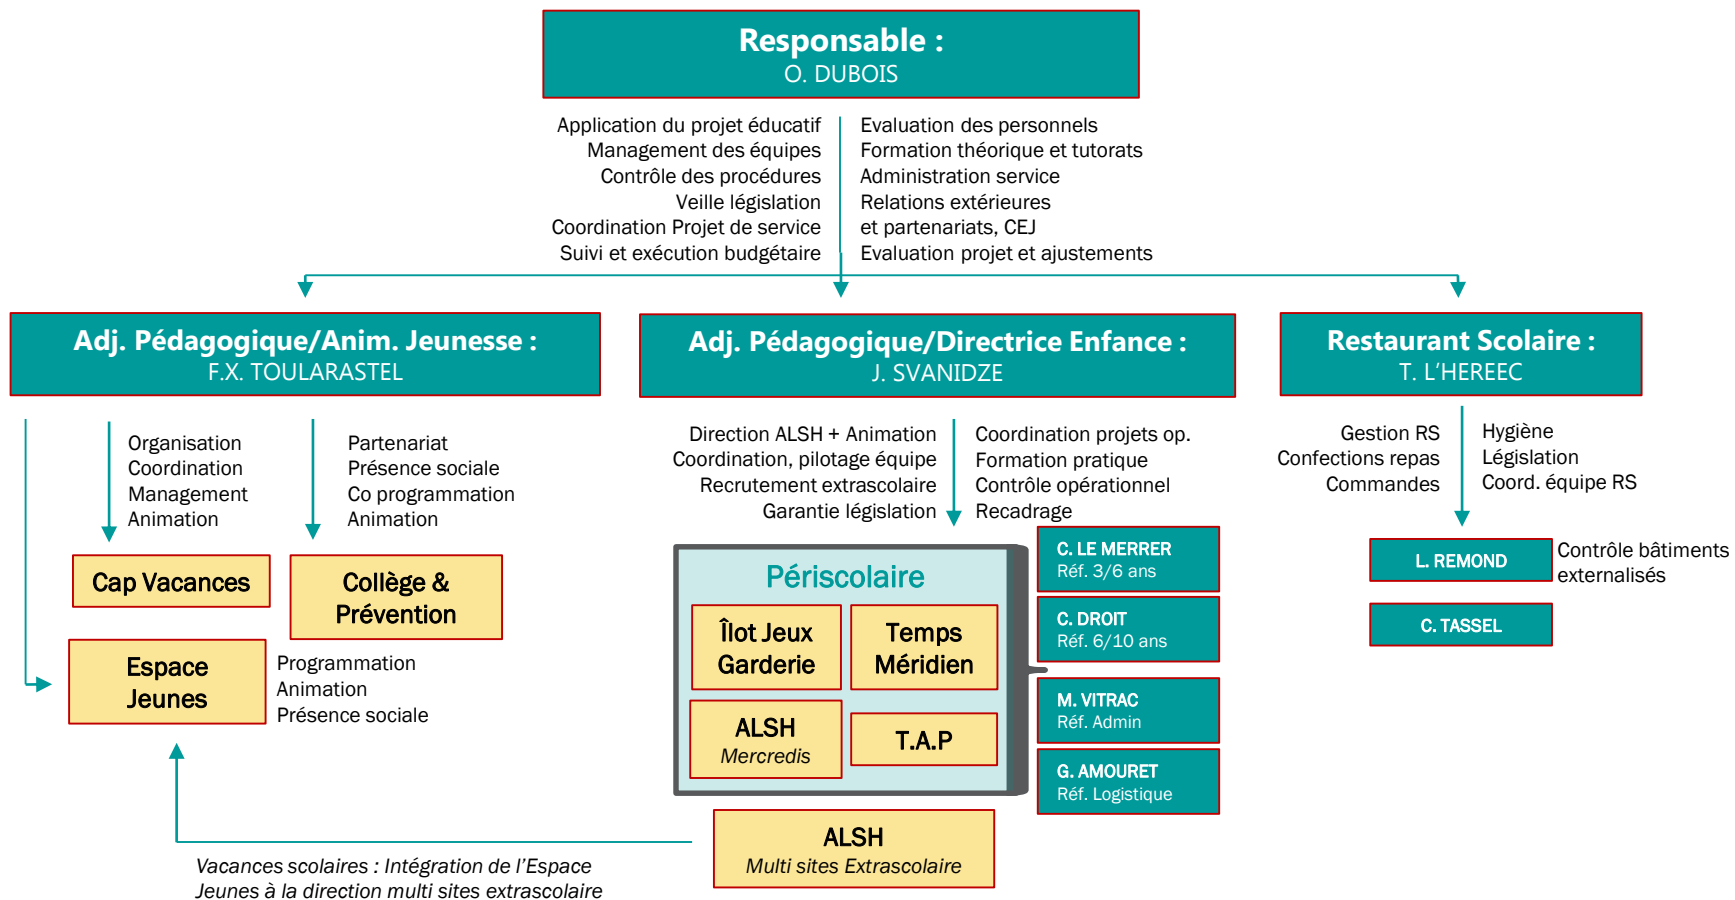 Responsable :
O. DUBOIS
Application du projet éducatif
Management des équipes
Contrôle des procédures
Veille législation
Coordination Projet de service
Suivi et exécution budgétaire
Evaluation des personnels
Formation théorique et tutorats
Administration service
Relations extérieures
et partenariats, CEJ
Evaluation projet et ajustements
Adj. Pédagogique/Anim. Jeunesse :
F.X. TOULARASTEL
Organisation
Coordination
Management
Animation
Partenariat
Présence sociale
Co programmation
Animation
Cap Vacances
Collège &
Prévention
Espace
Jeunes
Programmation
Animation
Présence sociale
Adj. Pédagogique/Directrice Enfance :
J. SVANIDZE
Direction ALSH + Animation
Coordination, pilotage équipe
Recrutement extrascolaire
Garantie législation
Coordination projets op.
Formation pratique
Contrôle opérationnel
Recadrage
Périscolaire
Îlot Jeux
Garderie
Temps
Méridien
ALSH
Mercredis
T.A.P
C. LE MERRER
Réf. 3/6 ans
C. DROIT
Réf. 6/10 ans
M. VITRAC
Réf. Admin
G. AMOURET
Réf. Logistique
ALSH
Multi sites Extrascolaire
Vacances scolaires : Intégration de l’Espace
Jeunes à la direction multi sites extrascolaire
Restaurant Scolaire :
T. L’HEREEC
Gestion RS
Confections repas
Commandes
Hygiène
Législation
Coord. équipe RS
L. REMOND
Contrôle bâtiments
externalisés
C. TASSEL